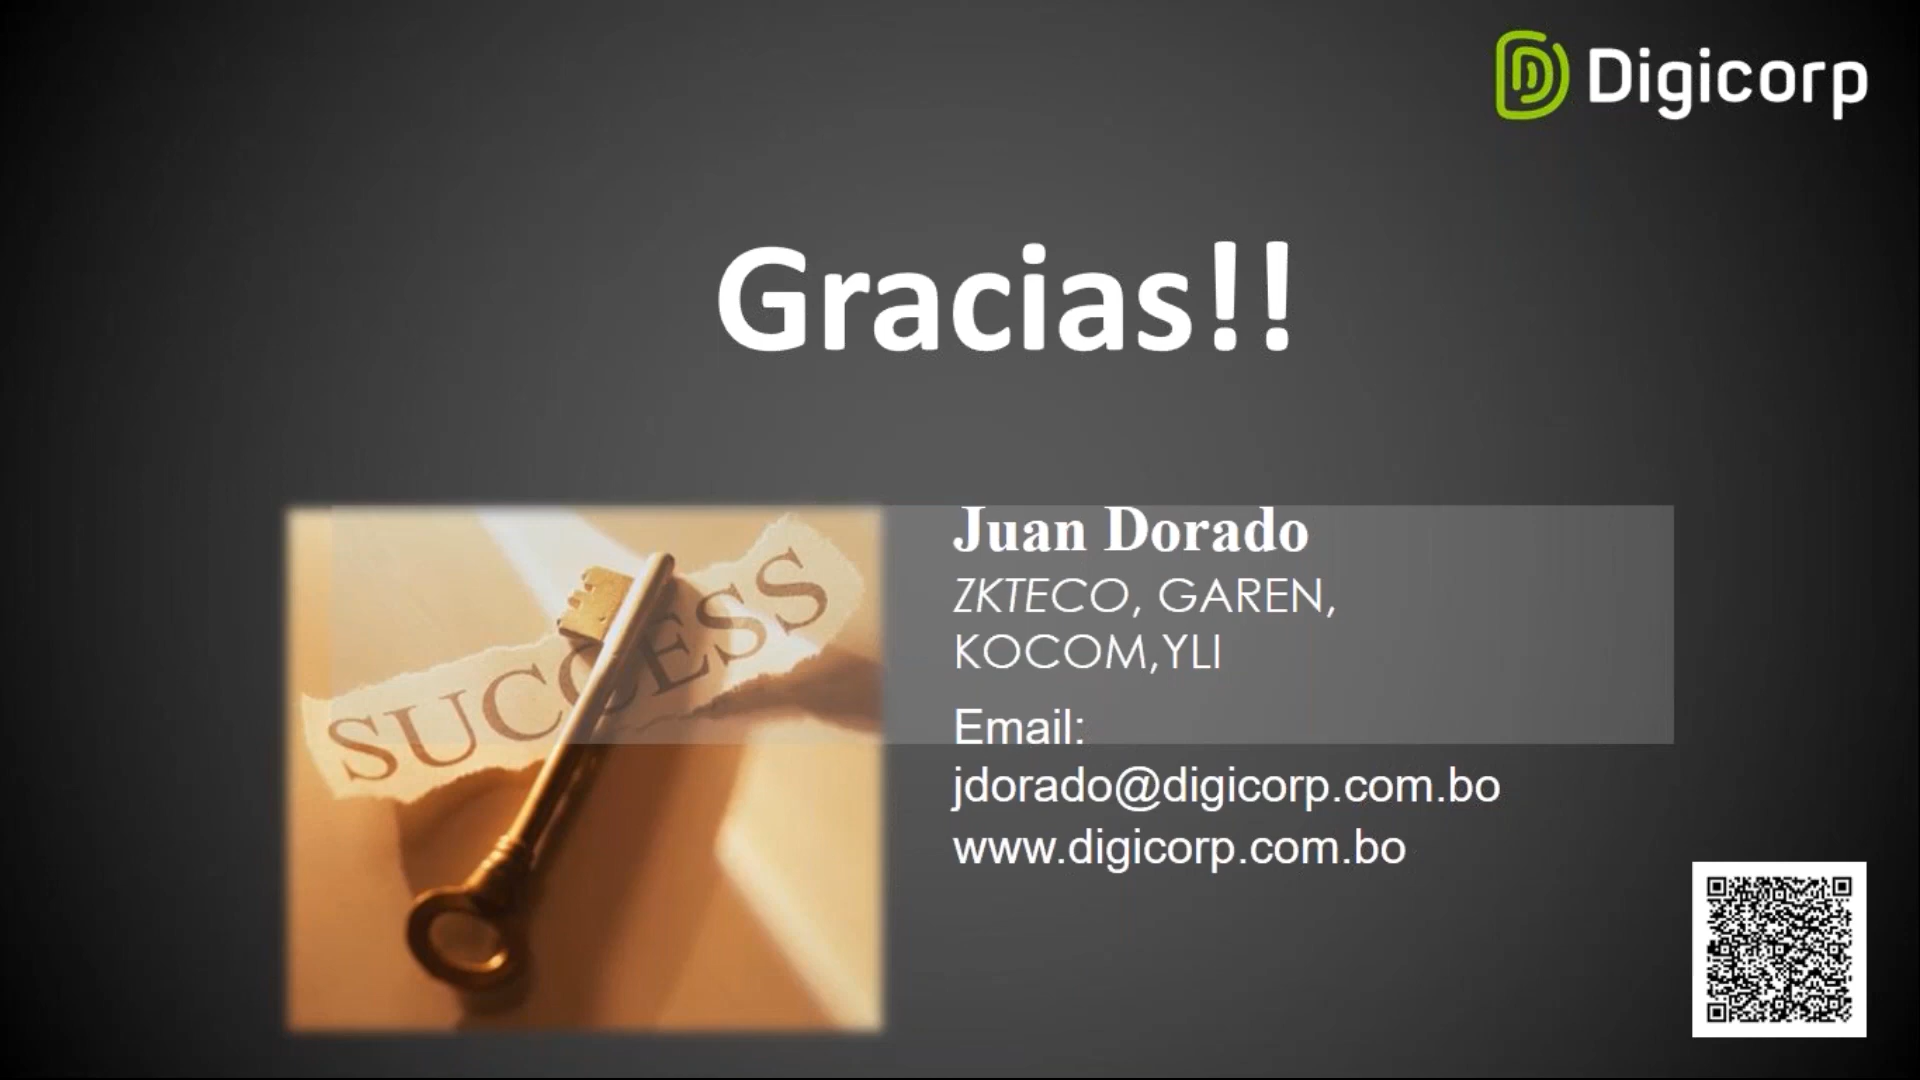 Digicorp
Gracias!!
SUCCESS
Juan Dorado
ZKTECO, GAREN,
KOCOM,YLI
Email:
jdorado@digicorp.com.bo
www.digicorp.com.bo